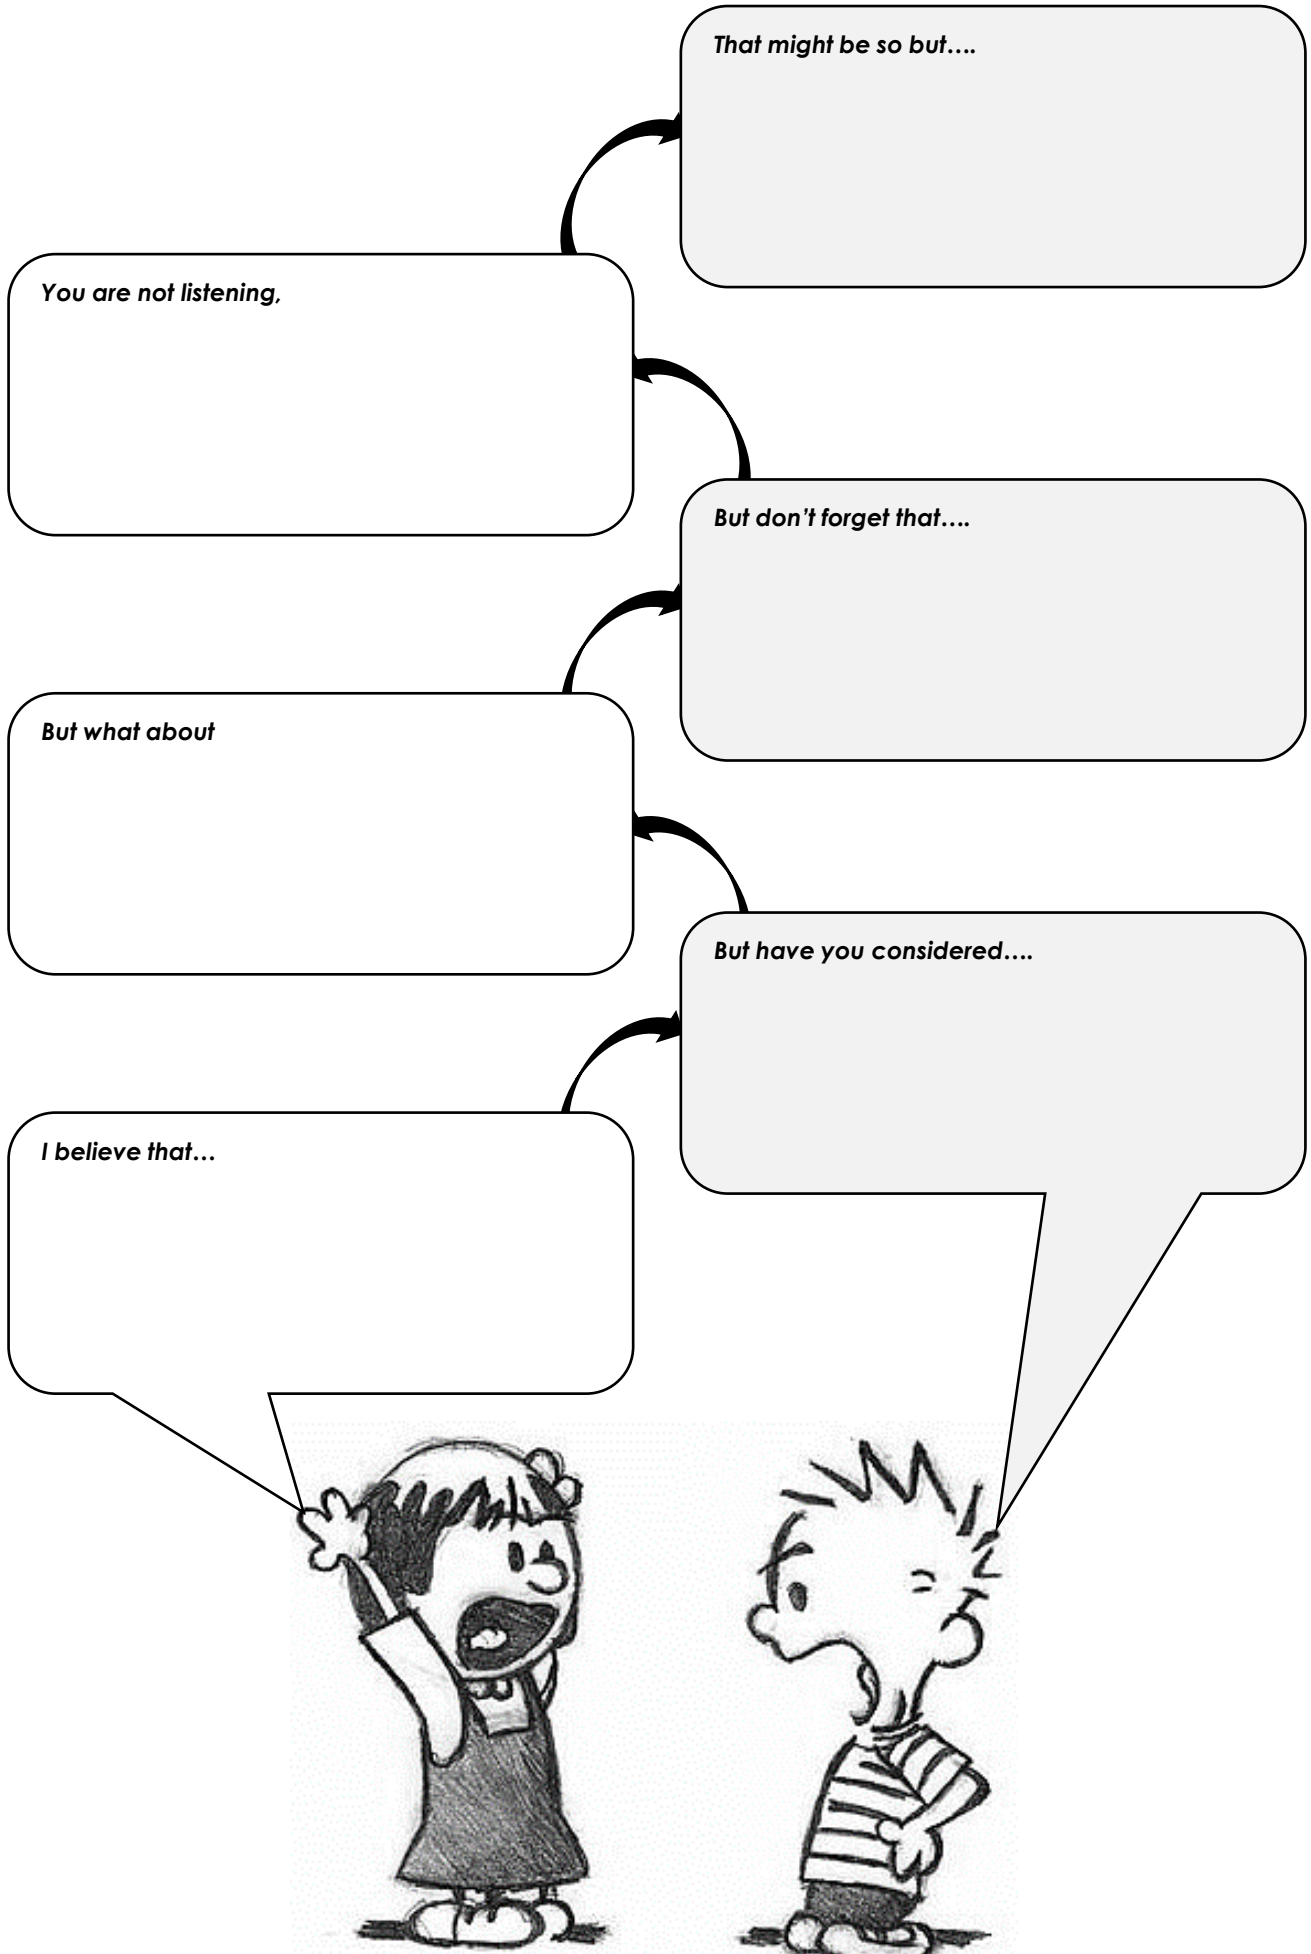 That might be so but….
You are not listening,
But don’t forget that….
But what about
But have you considered….
I believe that…